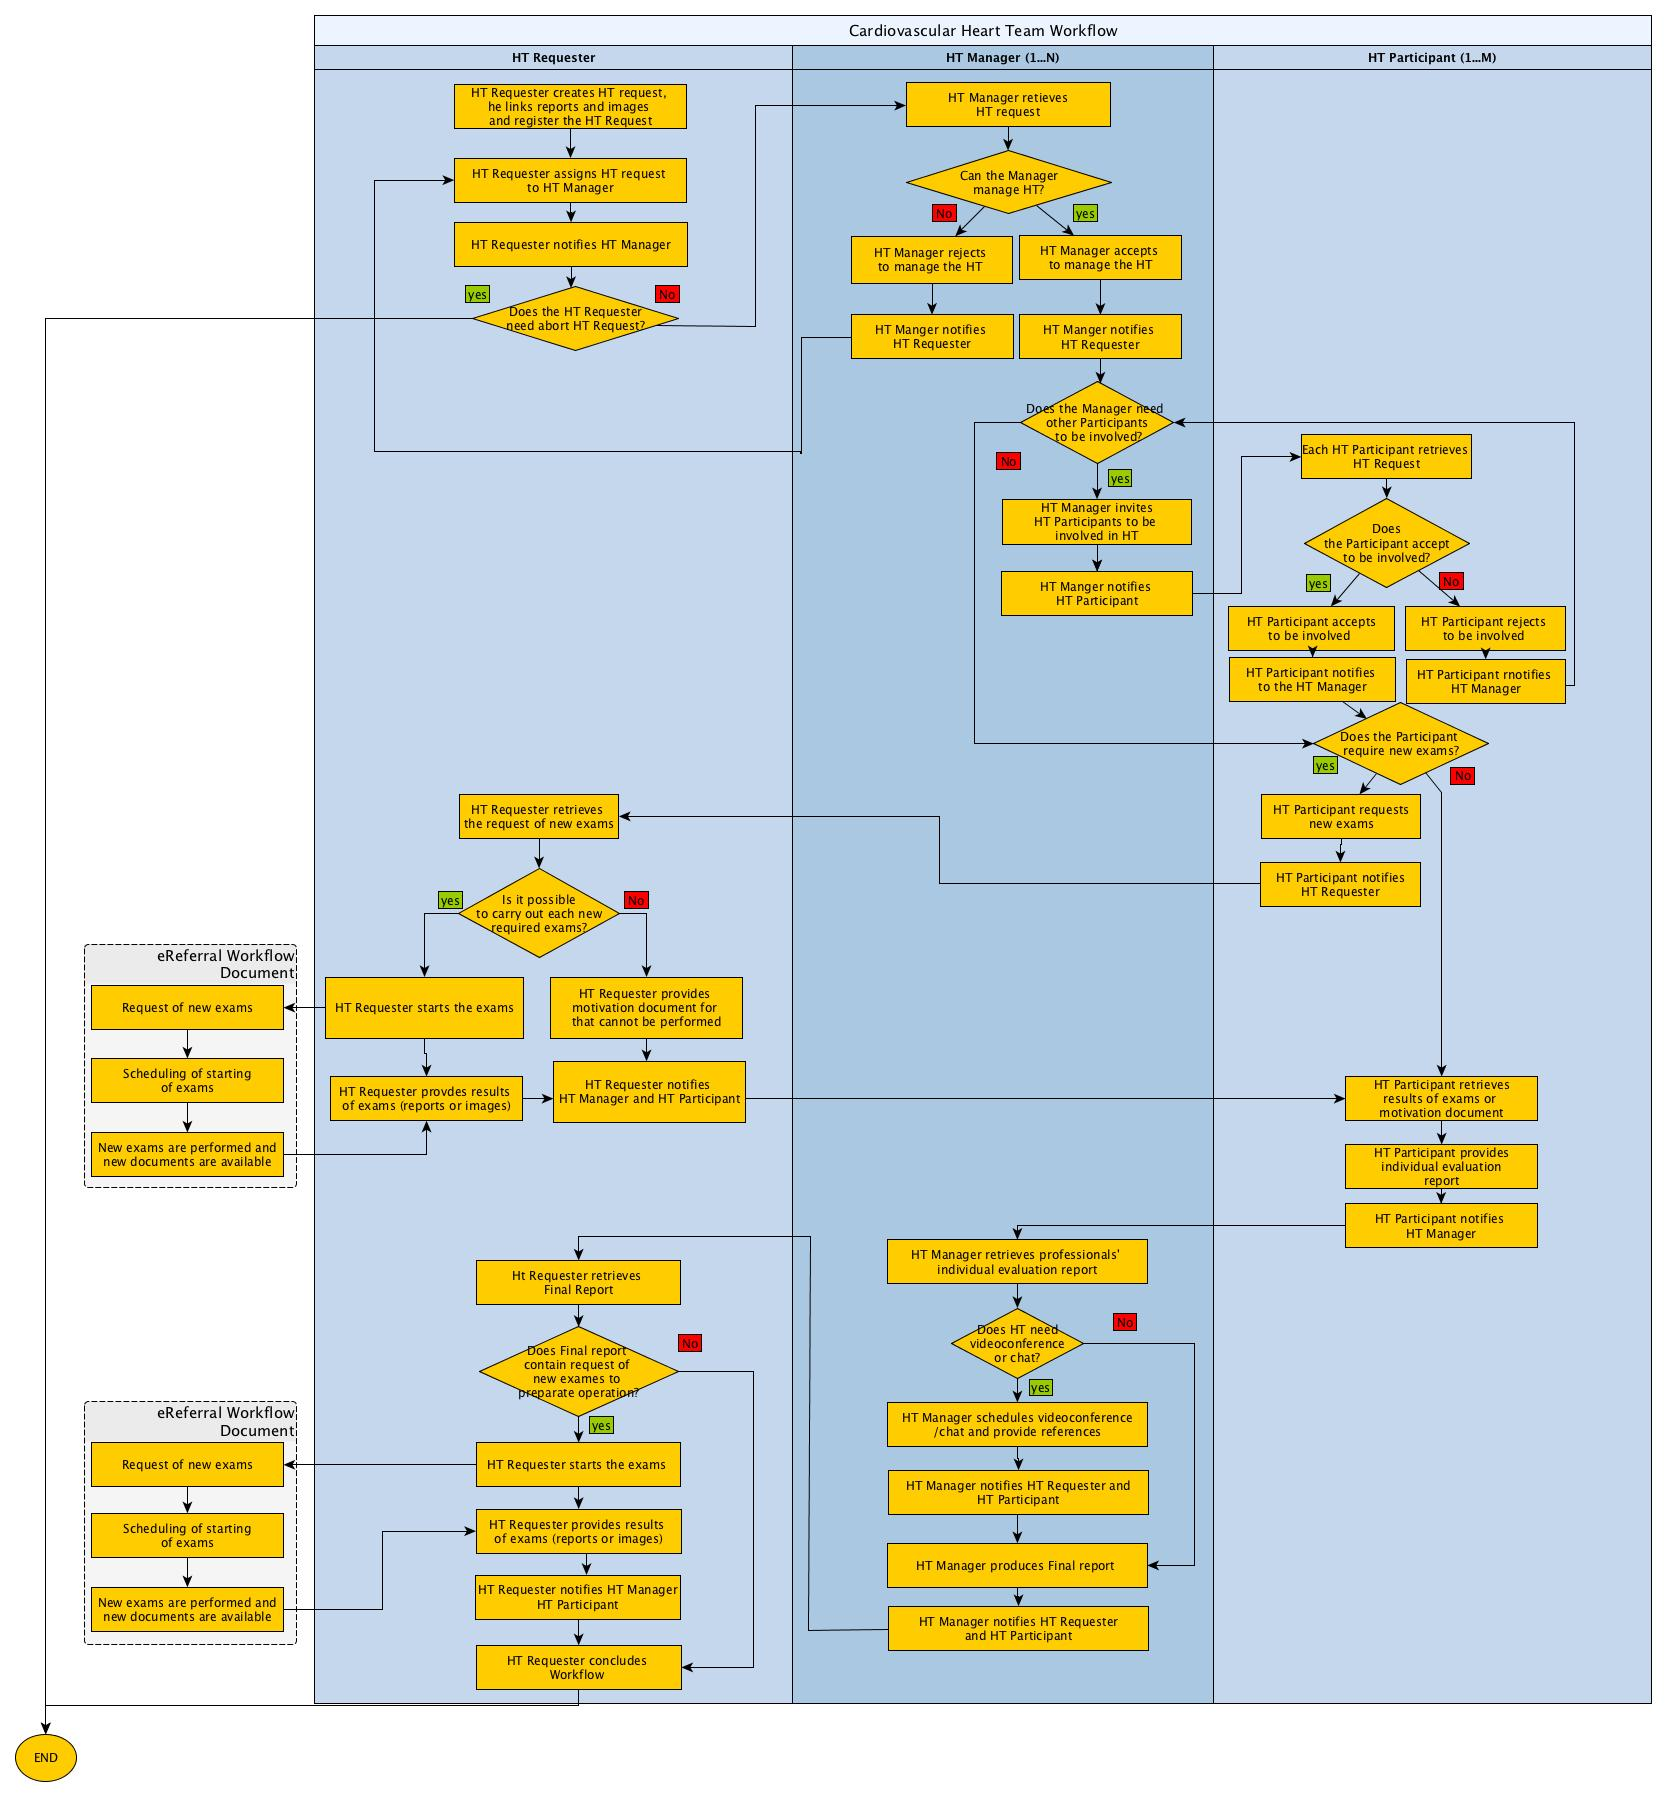 Cardiovascular Heart Team Workflow
HT Requester
HT Manager (1...N)
HT Participant (1...M)
HT Requester creates HT request,
he links reports and images
and register the HT Request
HT Requester assigns HT request
to HT Manager
HT Requester notifies HT Manager
yes
No
Does the HT Requester
need abort HT Request?
HT Manager retieves
HT request
Can the Manager
manage HT?
No
yes
HT Manager rejects
to manage the HT
HT Manager accepts
to manage the HT
HT Manger notifies
HT Requester
HT Manger notifies
HT Requester
Does the Manager need
other Participants
to be involved?
No
yes
HT Manager invites
HT Participants to be
involved in HT
HT Manger notifies
HT Participant
Each HT Participant retrieves
HT Request
Does
the Participant accept
to be involved?
yes
No
HT Participant accepts
to be involved
HT Participant rejects
to be involved
HT Participant notifies
to the HT Manager
HT Participant rnotifies
HT Manager
Does the Participant
require new exams?
yes
No
HT Participant requests
new exams
HT Participant notifies
HT Requester
HT Requester retrieves
the request of new exams
yes
No
Is it possible
to carry out each new
required exams?
HT Requester starts the exams
HT Requester provides
motivation document for
that cannot be performed
HT Requester provdes results
of exams (reports or images)
HT Requester notifies
HT Manager and HT Participant
eReferral Workflow
Document
Request of new exams
Scheduling of starting
of exams
New exams are performed and
new documents are available
HT Participant retrieves
results of exams or
motivation document
HT Participant provides
individual evaluation
report
HT Participant notifies
HT Manager
HT Manager retrieves professionals'
individual evaluation report
Does HT need
videoconference
or chat?
No
yes
HT Manager schedules videoconference
/chat and provide references
HT Manager notifies HT Requester and
HT Participant
HT Manager produces Final report
HT Manager notifies HT Requester
and HT Participant
Ht Requester retrieves
Final Report
Does Final report
contain request of
new exames to
preparate operation?
No
yes
HT Requester starts the exams
HT Requester provides results
of exams (reports or images)
HT Requester notifies HT Manager
HT Participant
HT Requester concludes
Workflow
eReferral Workflow
Document
Request of new exams
Scheduling of starting
of exams
New exams are performed and
new documents are available
END